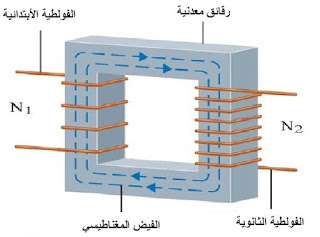 رقائق معدنية
الفولطية الأبتدائية
N1
N2
الفيض المغناطيسي
الفولطية الثانوية